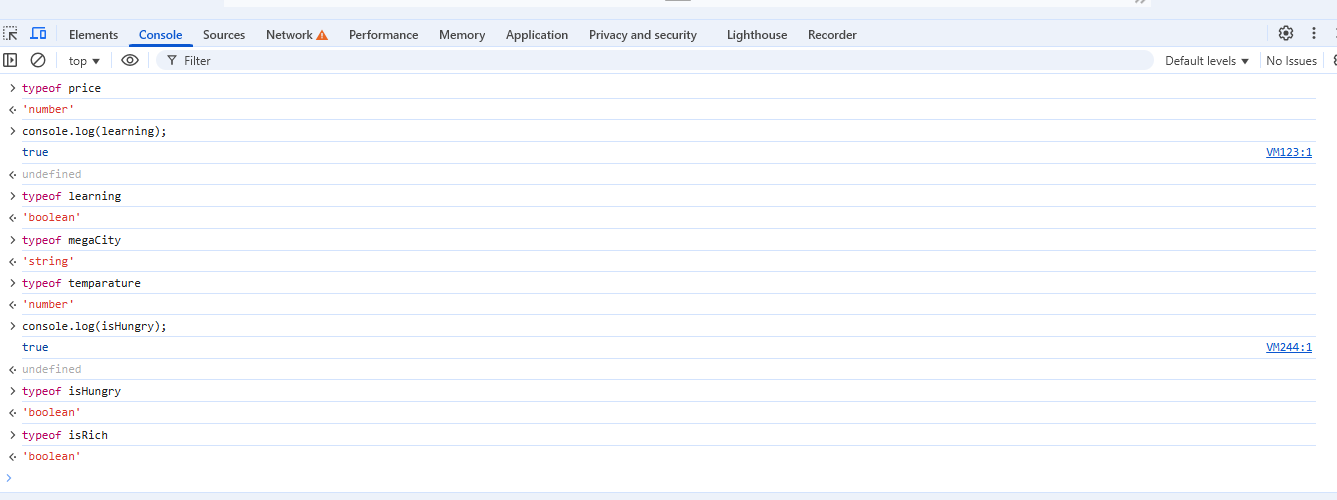 Elements Console Sources Network Performance Memory Application Privacy and security Lighthouse Recorder
top ▼ Filter Default levels ▼ No Issues
> typeof price
<· 'number'
> console.log(learning);
true VM123:1
<· undefined
> typeof learning
<· 'boolean'
> typeof megaCity
<· 'string'
> typeof temparature
<· 'number'
> console.log(isHungry);
true VM244:1
<· undefined
> typeof isHungry
<· 'boolean'
> typeof isRich
<· 'boolean'
>